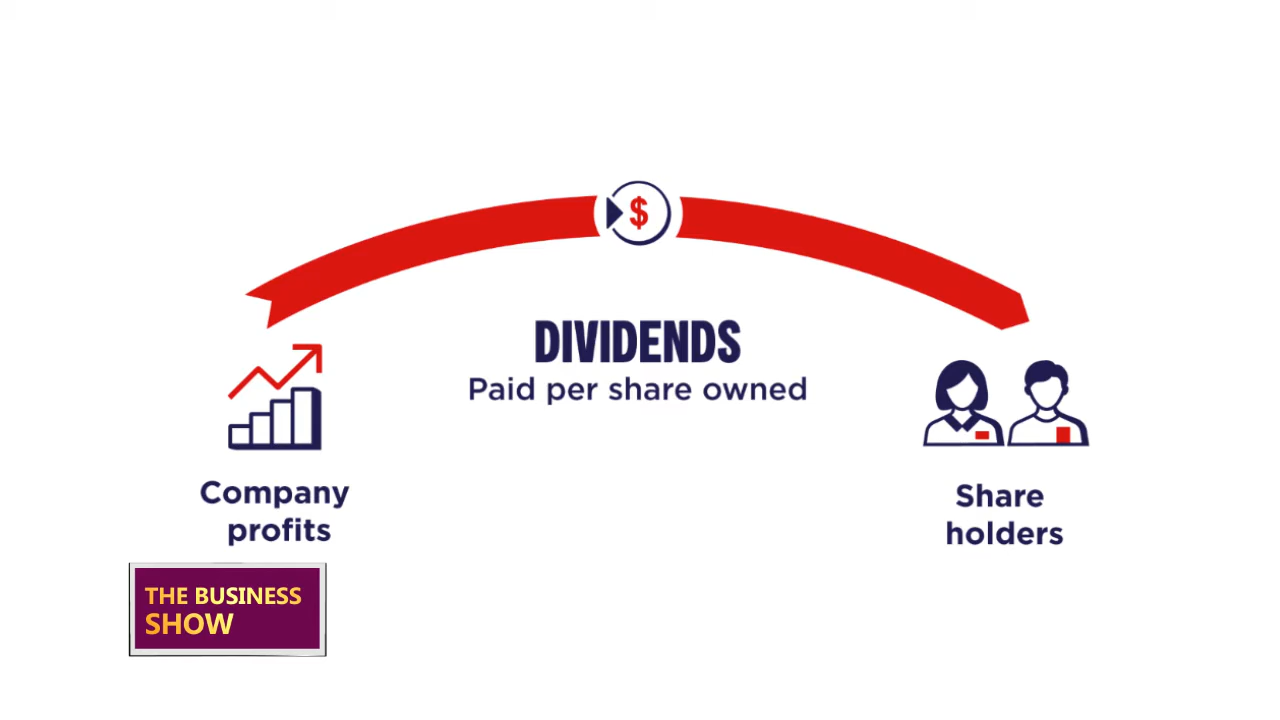 $
DIVIDENDS
Paid per share owned
Company
profits
Share
holders
THE BUSINESS
SHOW